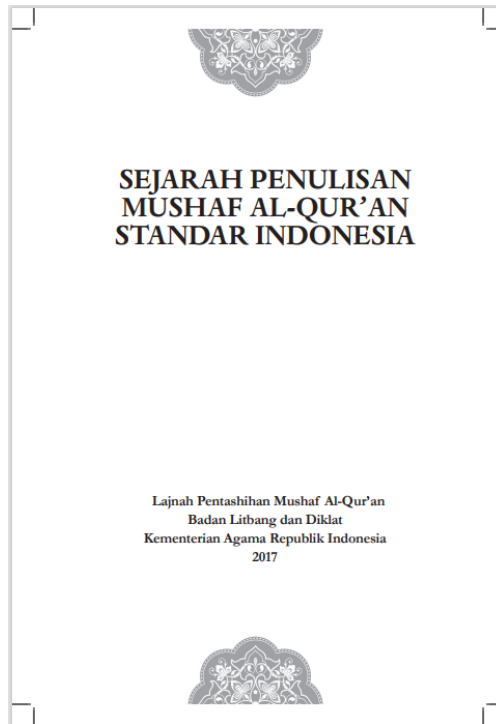 SEJARAH PENULISAN
MUSHAF AL-QUR’AN
STANDAR INDONESIA
Lajnah Pentashihan Mushaf Al-Qur’an
Badan Litbang dan Diklat
Kementerian Agama Republik Indonesia
2017